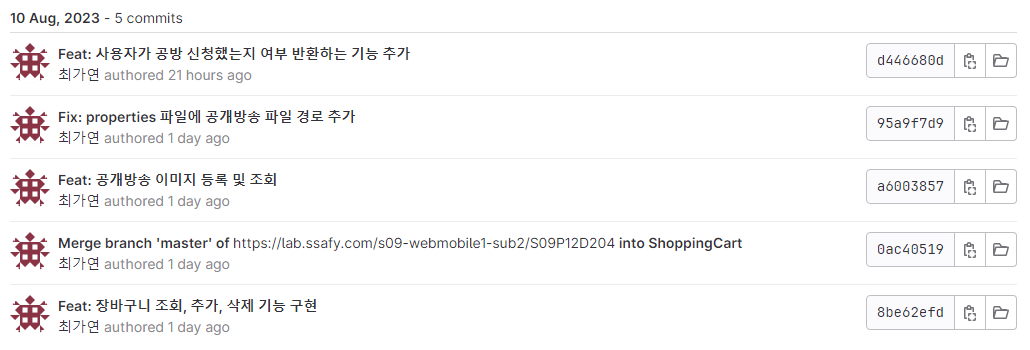 10 Aug, 2023 - 5 commits
Feat: 사용자가 공방 신청했는지 여부 반환하는 기능 추가
d446680d
최가연 authored 21 hours ago
Fix: properties 파일에 공개방송 파일 경로 추가
95a9f7d9
최가연 authored 1 day ago
Feat: 공개방송 이미지 등록 및 조회
a6003857
최가연 authored 1 day ago
Merge branch 'master' of https://lab.ssafy.com/s09-webmobile1-sub2/S09P12D204 into ShoppingCart
0ac40519
최가연 authored 1 day ago
Feat: 장바구니 조회, 추가, 삭제 기능 구현
8be62efd
최가연 authored 1 day ago